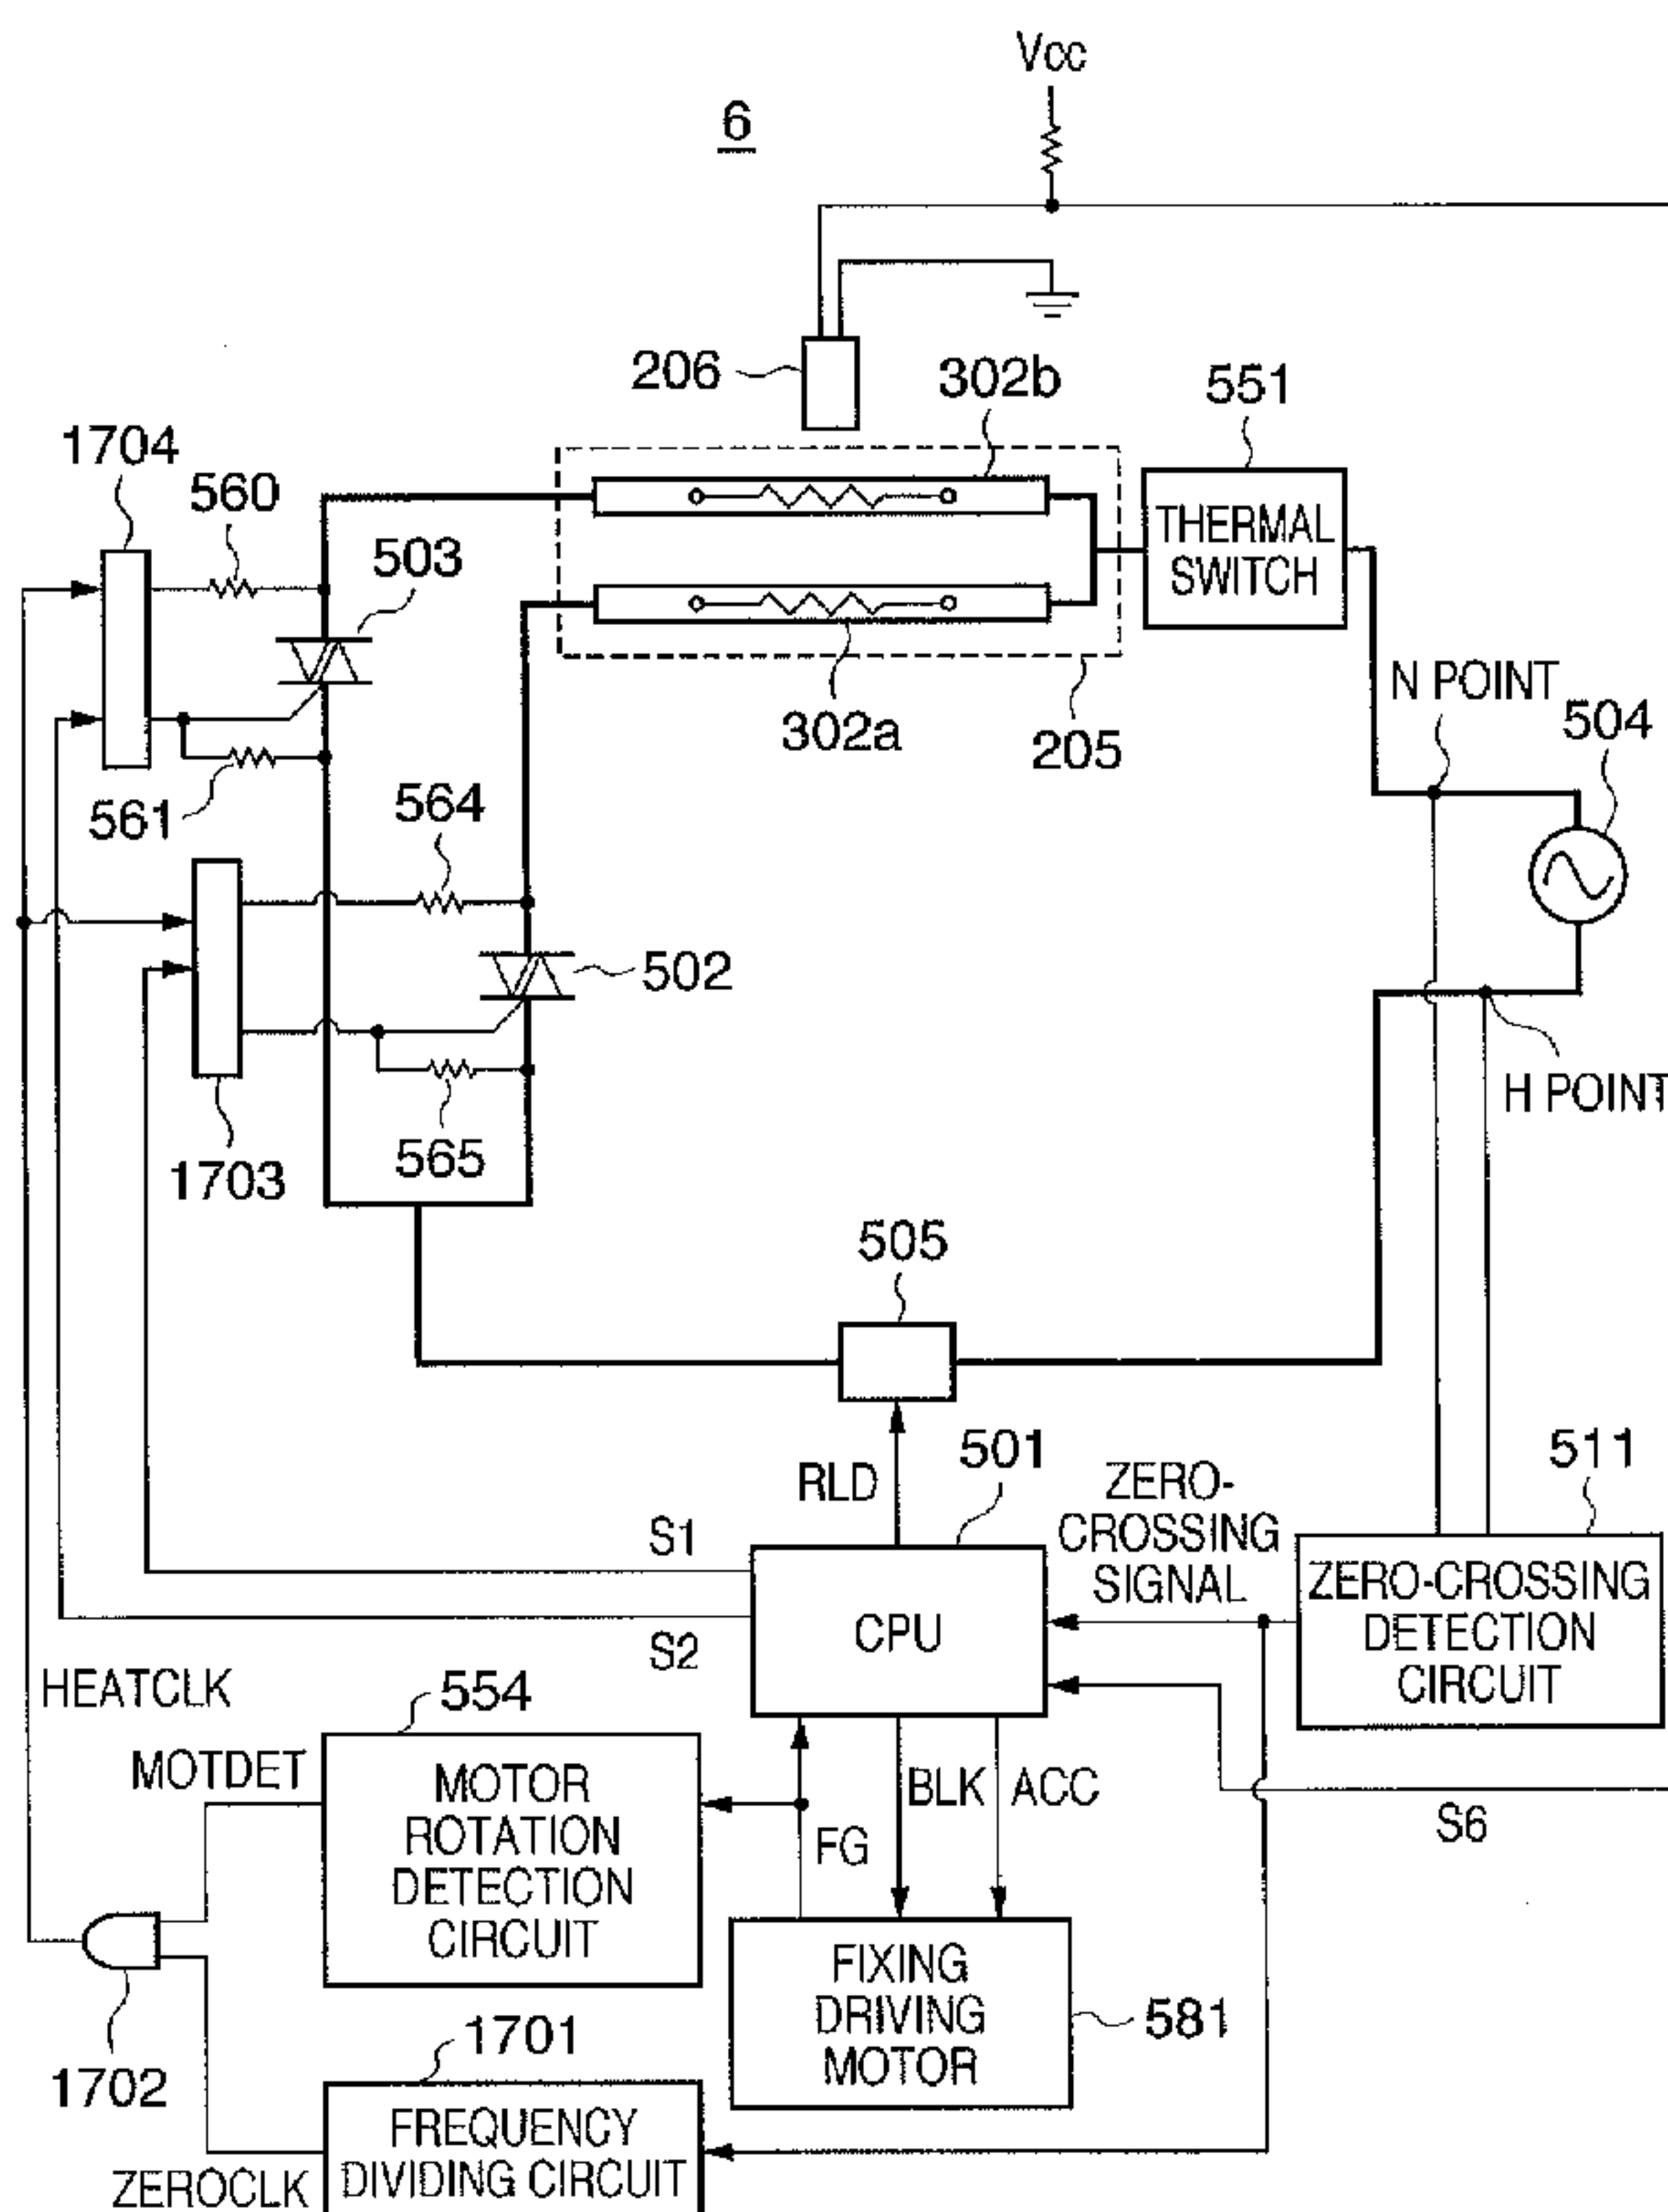 Vcc
6
206
302b
551
1704
560
503
THERMAL
SWITCH
N POINT
504
302a
205
561
564
502
H POINT
1703
565
505
501
511
RLD
ZERO-
CROSSING
SIGNAL
S1
S2
CPU
ZERO-CROSSING
DETECTION
CIRCUIT
HEATCLK
554
MOTDET
MOTOR
ROTATION
DETECTION
CIRCUIT
BLK
ACC
FG
S6
FIXING
DRIVING
MOTOR
581
1702
1701
FREQUENCY
DIVIDING CIRCUIT
ZEROCLK